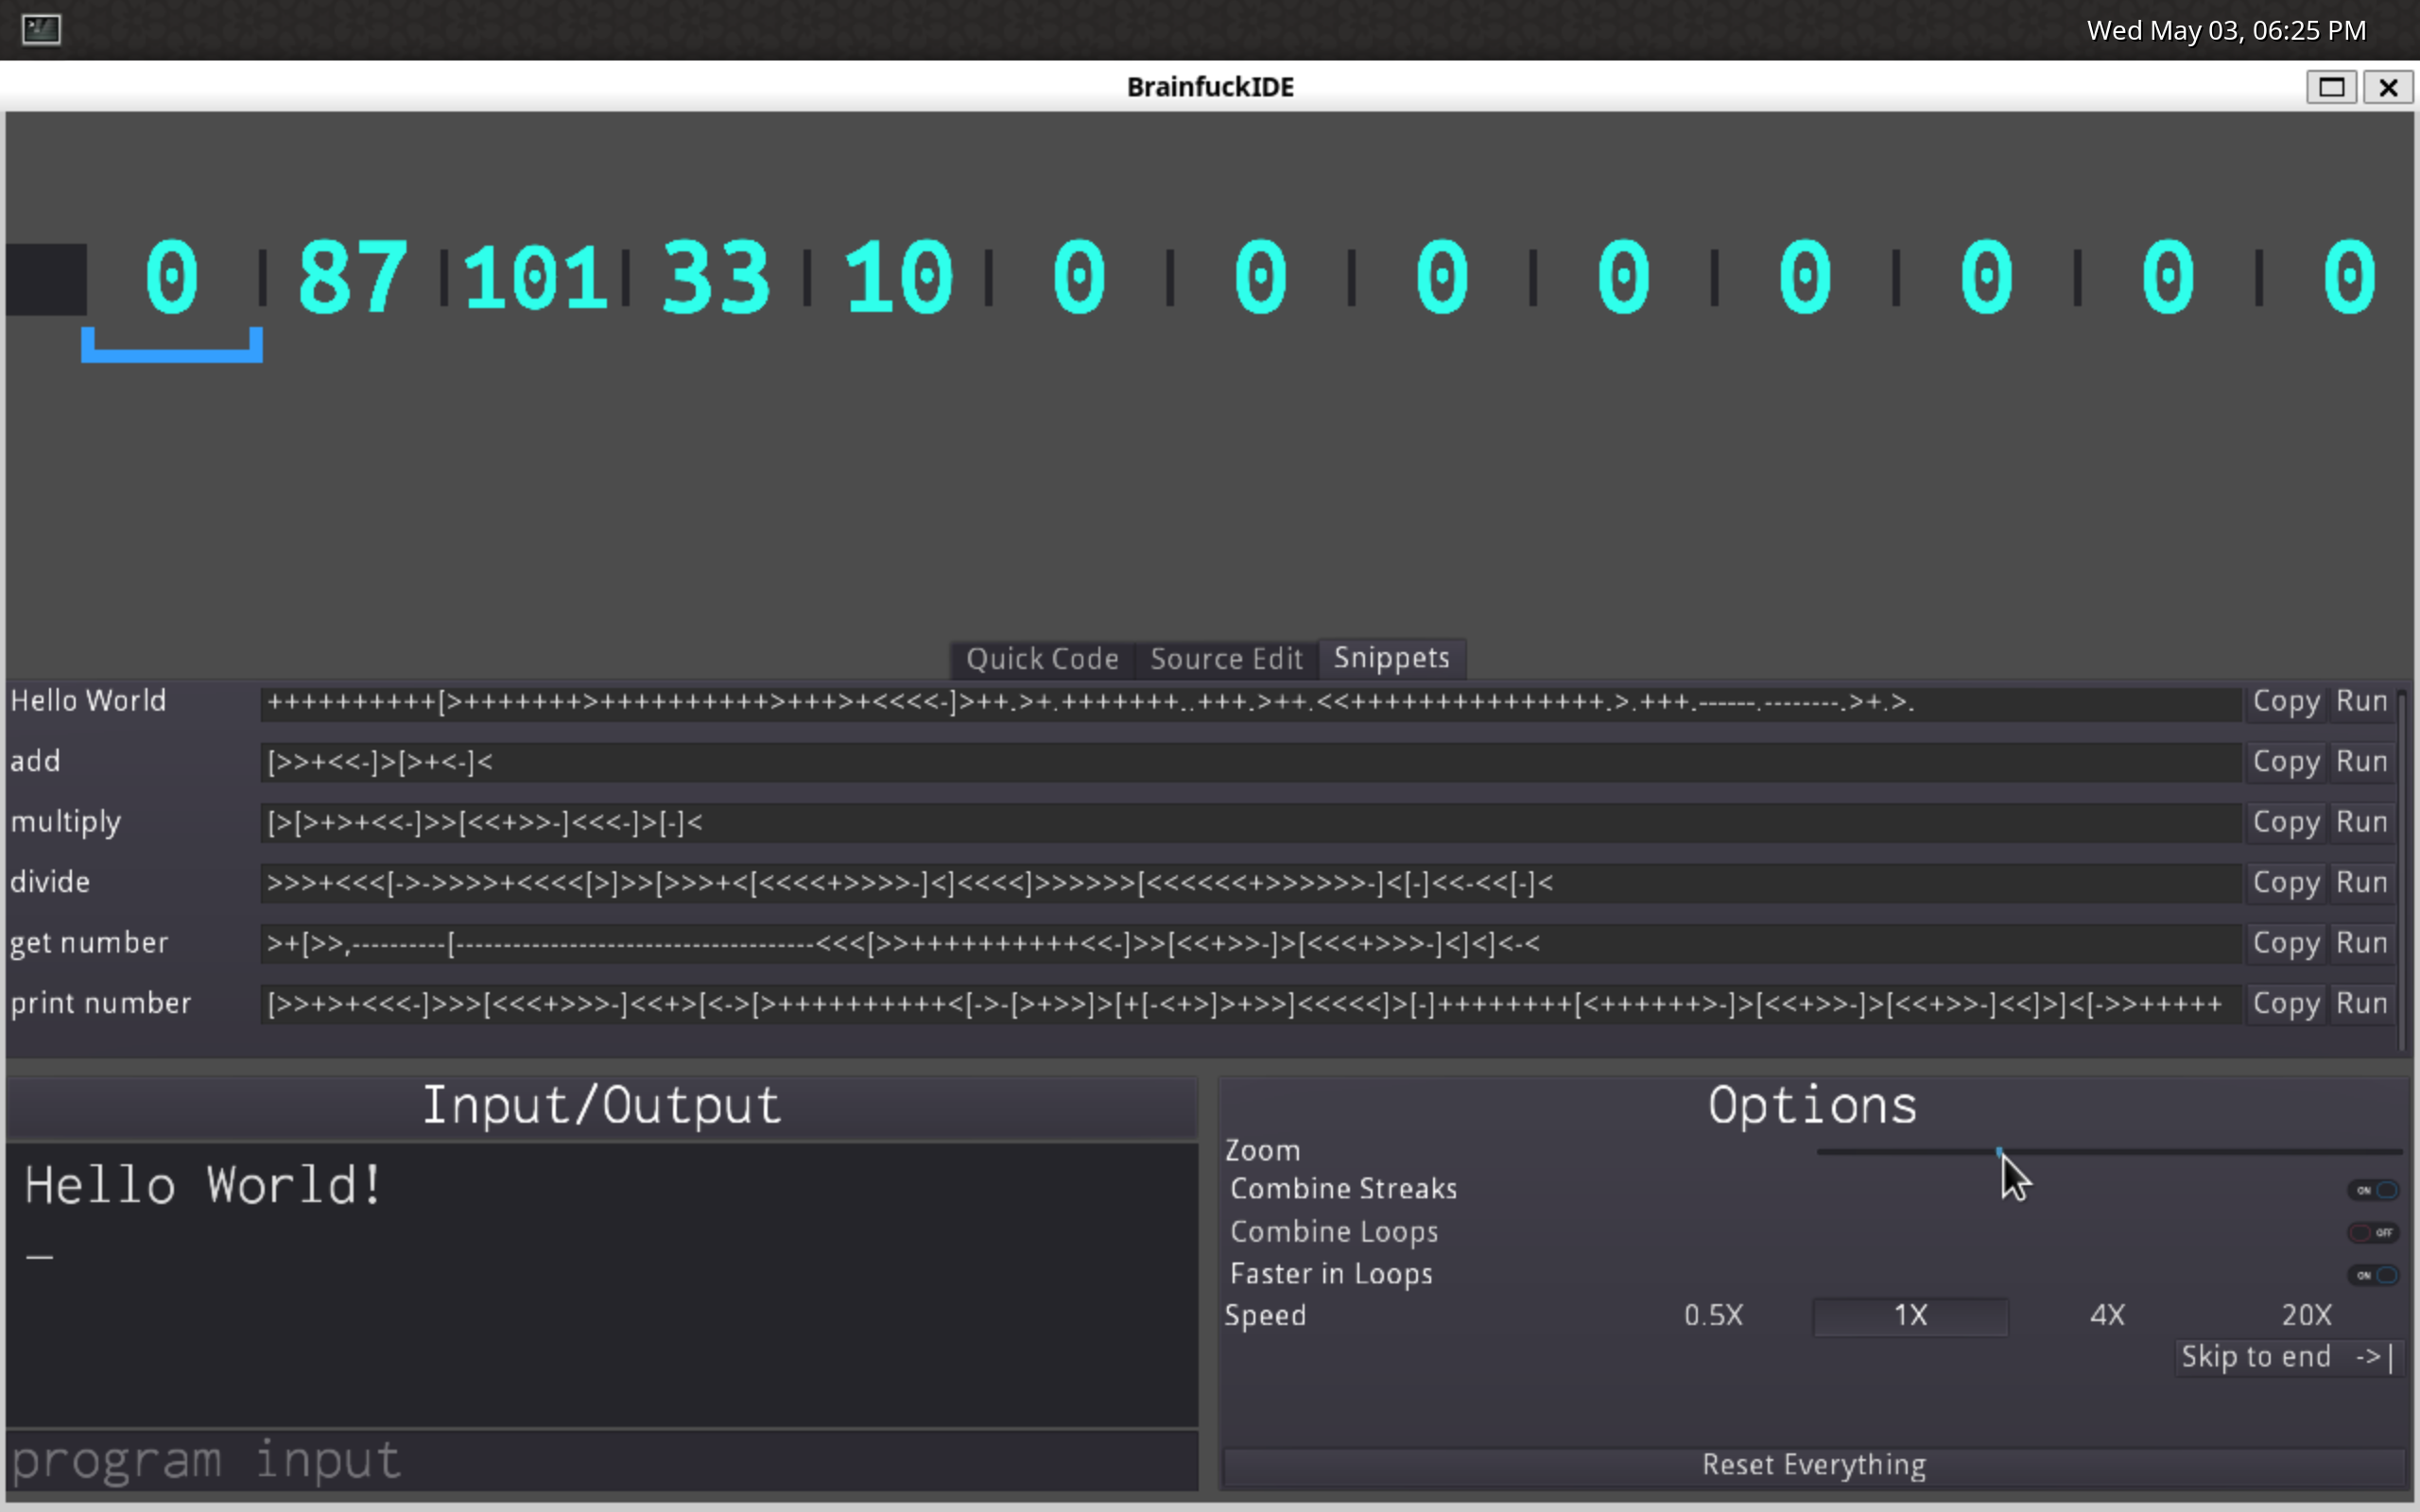 Wed May 03, 06:25 PM
BrainfuckIDE
0 87 101 33 10 0 0 0 0 0 0 0 0
Quick Code Source Edit Snippets
Hello World ++++++++++[>+++++++>++++++++++>+++>+<<<<-]>++.>+.+++++++..+++.>++.<<+++++++++++++++.>.+++.------.--------.>+.>. Copy Run
add [>>+<<-]>[>+<-]< Copy Run
multiply [>[>+>+<<-]>>[<<+>>-]<<<-]>[-]< Copy Run
divide >>>+<<<[->->>>>+<<<<[>]>>[>>>+<[<<<<+>>>>-]<]<<<<]>>>>>>[<<<<<<+>>>>>>-]<[-]<<-<<[-]< Copy Run
get number >+[>>,----------[--------------------------------------<<<[>>++++++++++<<-]>>[<<+>>-]>[<<<+>>>-]<]<]<-< Copy Run
print number [>>+>+<<<-]>>>[<<<+>>>-]<<+>[<->[>++++++++++<[->-[>+>>]>[+[-<+>]>+>>]<<<<<]>[-]++++++++[<++++++>-]>[<<+>>-]>[<<+>>-]<<]>]<[->>+++++ Copy Run
Input/Output
Hello World!
_
program input
Options
Zoom
Combine Streaks ON
Combine Loops OFF
Faster in Loops ON
Speed 0.5X 1X 4X 20X
Skip to end ->|
Reset Everything